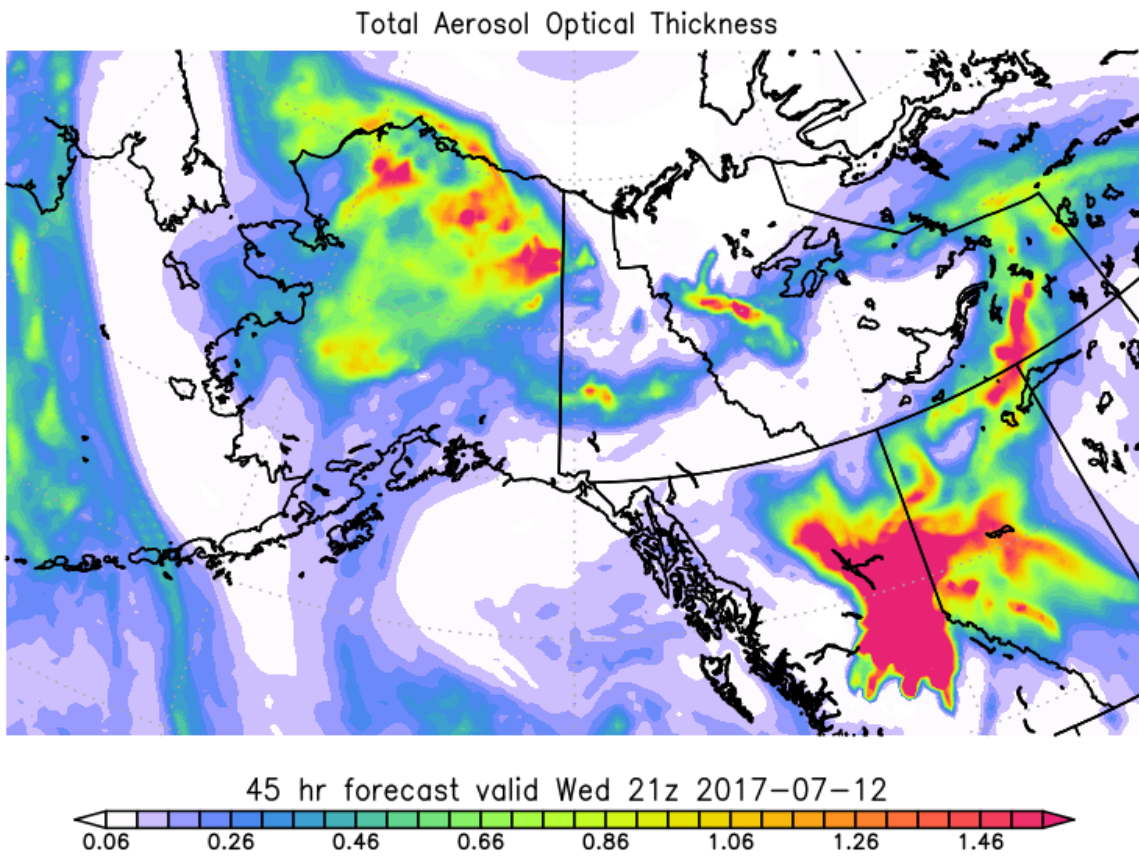 Total Aerosol Optical Thickness
45 hr forecast valid Wed 21z 2017-07-12
0.06 0.26 0.46 0.66 0.86 1.06 1.26 1.46